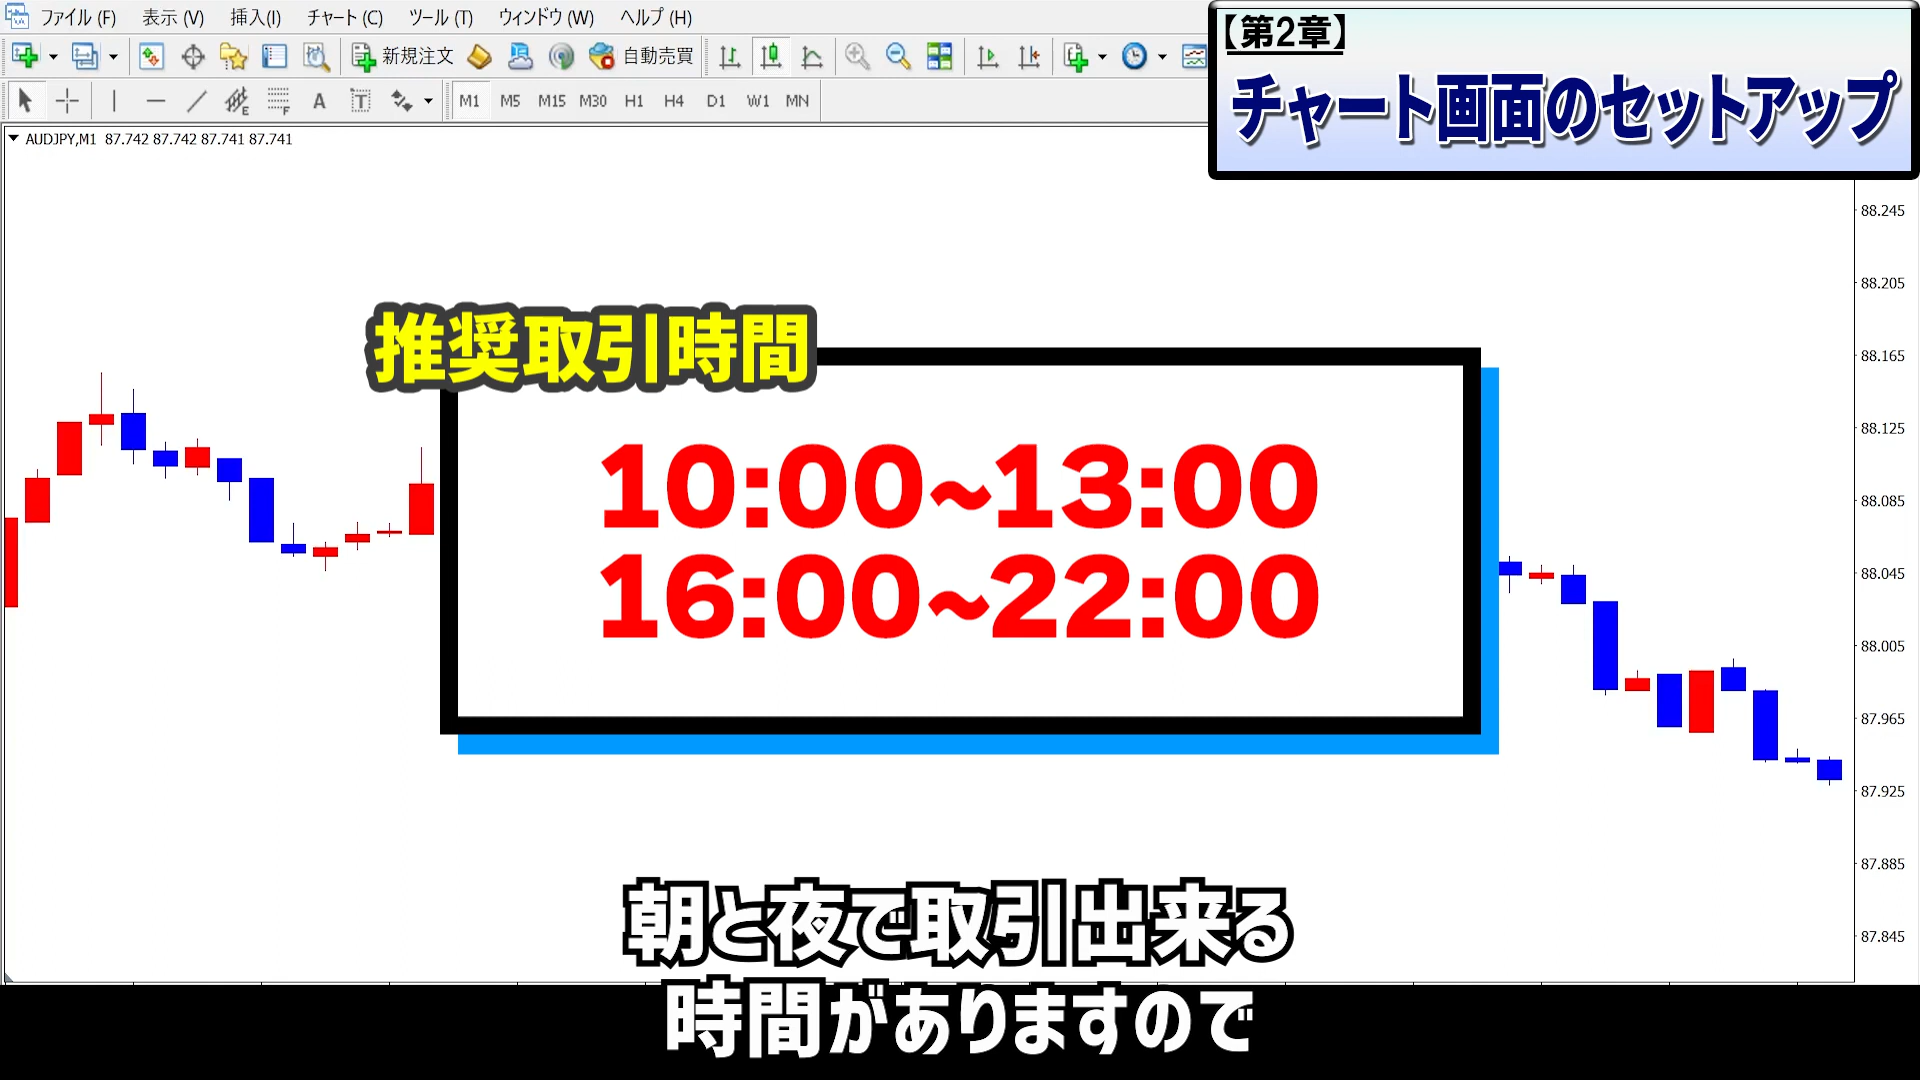 ファイル (F) 表示 (V) 挿入(I) チャート (C) ツール (T) ウィンドウ (W) ヘルプ (H)
新規注文 自動売買
A T M1 M5 M15 M30 H1 H4 D1 W1 MN
【第2章】
チャート画面のセットアップ
AUDJPY,M1 87.742 87.742 87.741 87.741
推奨取引時間
10:00~13:00
16:00~22:00
88.245
88.205
88.165
88.125
88.085
88.045
88.005
87.965
87.925
87.885
87.845
朝と夜で取引出来る
時間がありますので